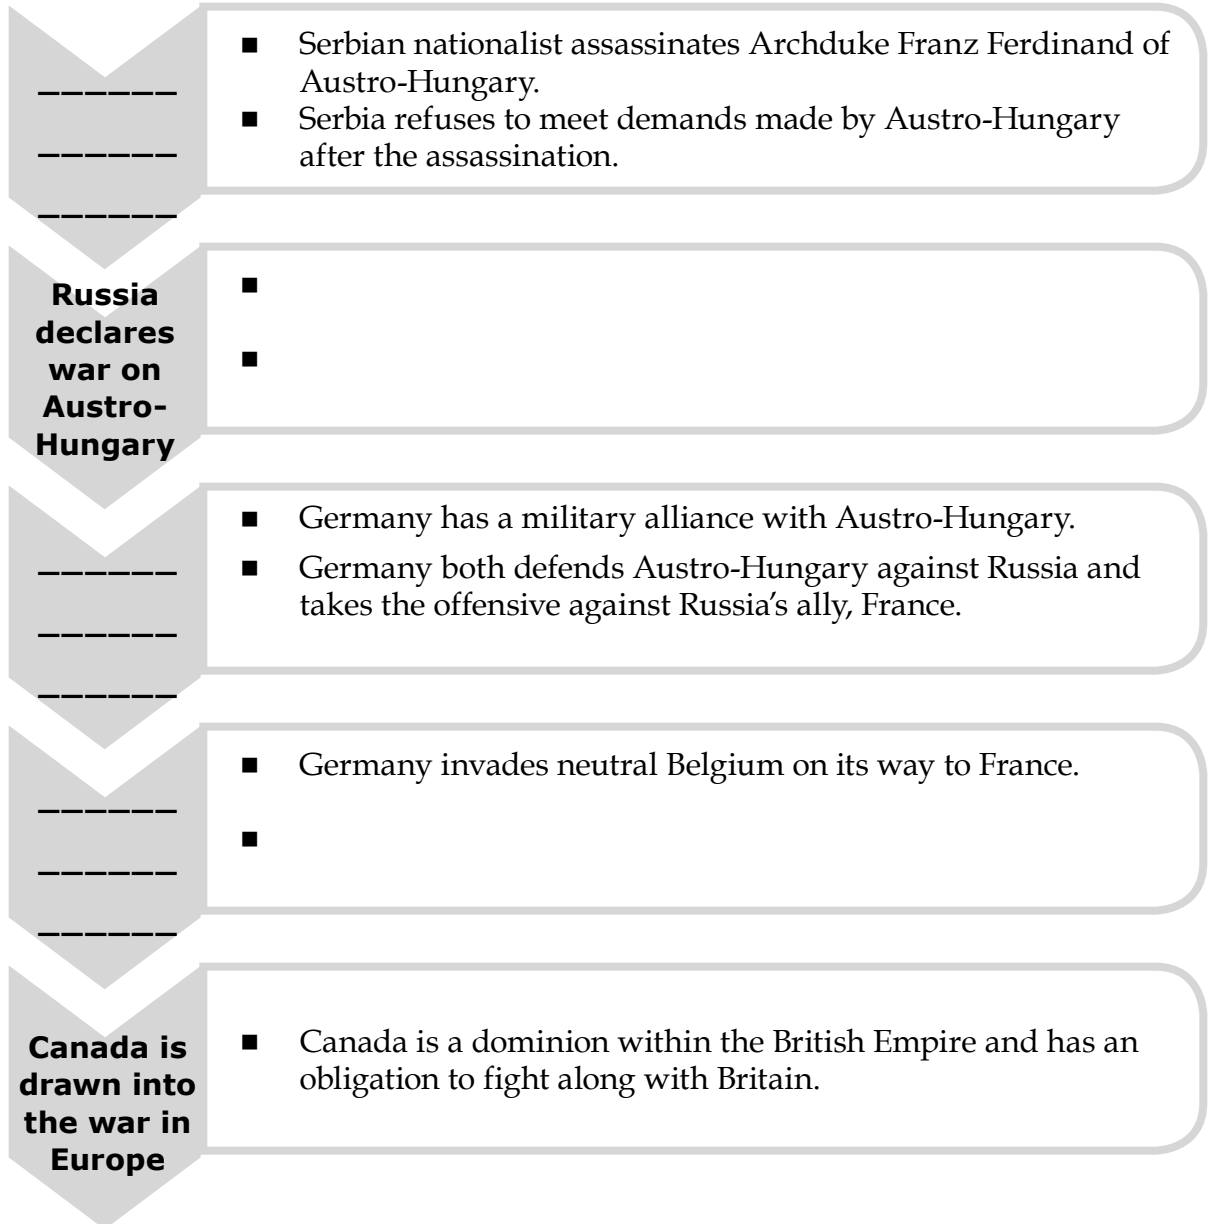 ______
______
______
■ Serbian nationalist assassinates Archduke Franz Ferdinand of
Austro-Hungary.
■ Serbia refuses to meet demands made by Austro-Hungary
after the assassination.
Russia
declares
war on
Austro-
Hungary
■
■
______
______
______
■ Germany has a military alliance with Austro-Hungary.
■ Germany both defends Austro-Hungary against Russia and
takes the offensive against Russia’s ally, France.
______
______
______
■ Germany invades neutral Belgium on its way to France.
■
Canada is
drawn into
the war in
Europe
■ Canada is a dominion within the British Empire and has an
obligation to fight along with Britain.